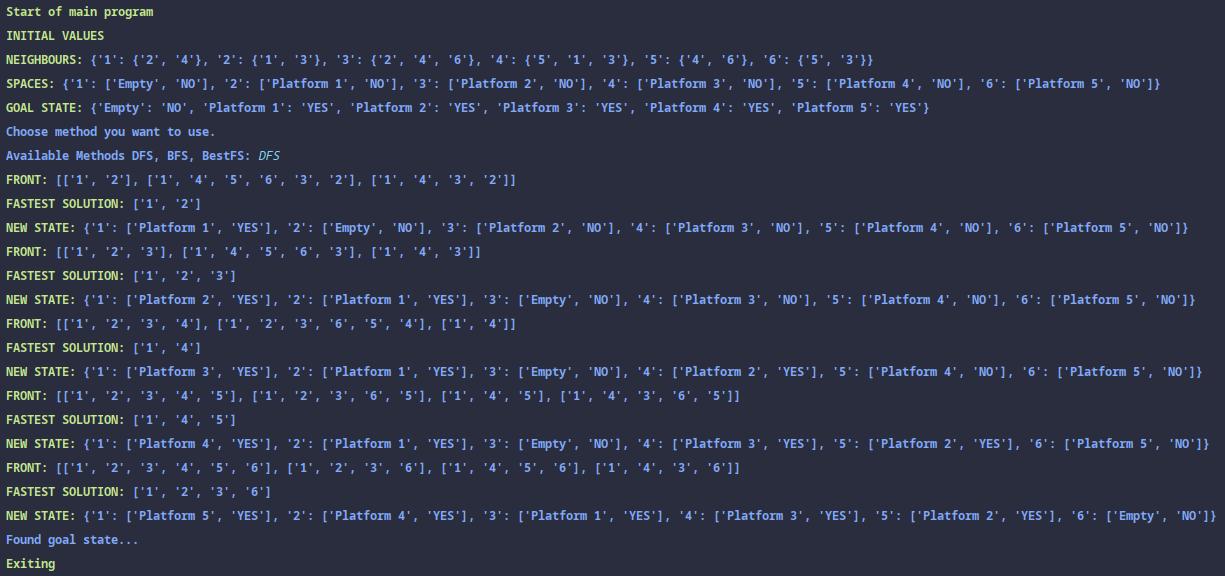 Start of main program
INITIAL VALUES
NEIGHBOURS: {'1': {'2', '4'}, '2': {'1', '3'}, '3': {'2', '4', '6'}, '4': {'5', '1', '3'}, '5': {'4', '6'}, '6': {'5', '3'}}
SPACES: {'1': ['Empty', 'NO'], '2': ['Platform 1', 'NO'], '3': ['Platform 2', 'NO'], '4': ['Platform 3', 'NO'], '5': ['Platform 4', 'NO'], '6': ['Platform 5', 'NO']}
GOAL STATE: {'Empty': 'NO', 'Platform 1': 'YES', 'Platform 2': 'YES', 'Platform 3': 'YES', 'Platform 4': 'YES', 'Platform 5': 'YES'}
Choose method you want to use.
Available Methods DFS, BFS, BestFS: DFS
FRONT: [['1', '2'], ['1', '4', '5', '6', '3', '2'], ['1', '4', '3', '2']]
FASTEST SOLUTION: ['1', '2']
NEW STATE: {'1': ['Platform 1', 'YES'], '2': ['Empty', 'NO'], '3': ['Platform 2', 'NO'], '4': ['Platform 3', 'NO'], '5': ['Platform 4', 'NO'], '6': ['Platform 5', 'NO']}
FRONT: [['1', '2', '3'], ['1', '4', '5', '6', '3'], ['1', '4', '3']]
FASTEST SOLUTION: ['1', '2', '3']
NEW STATE: {'1': ['Platform 2', 'YES'], '2': ['Platform 1', 'YES'], '3': ['Empty', 'NO'], '4': ['Platform 3', 'NO'], '5': ['Platform 4', 'NO'], '6': ['Platform 5', 'NO']}
FRONT: [['1', '2', '3', '4'], ['1', '2', '3', '6', '5', '4'], ['1', '4']]
FASTEST SOLUTION: ['1', '4']
NEW STATE: {'1': ['Platform 3', 'YES'], '2': ['Platform 1', 'YES'], '3': ['Empty', 'NO'], '4': ['Platform 2', 'YES'], '5': ['Platform 4', 'NO'], '6': ['Platform 5', 'NO']}
FRONT: [['1', '2', '3', '4', '5'], ['1', '2', '3', '6', '5'], ['1', '4', '5'], ['1', '4', '3', '6', '5']]
FASTEST SOLUTION: ['1', '4', '5']
NEW STATE: {'1': ['Platform 4', 'YES'], '2': ['Platform 1', 'YES'], '3': ['Empty', 'NO'], '4': ['Platform 3', 'YES'], '5': ['Platform 2', 'YES'], '6': ['Platform 5', 'NO']}
FRONT: [['1', '2', '3', '4', '5', '6'], ['1', '2', '3', '6'], ['1', '4', '5', '6'], ['1', '4', '3', '6']]
FASTEST SOLUTION: ['1', '2', '3', '6']
NEW STATE: {'1': ['Platform 5', 'YES'], '2': ['Platform 4', 'YES'], '3': ['Platform 1', 'YES'], '4': ['Platform 3', 'YES'], '5': ['Platform 2', 'YES'], '6': ['Empty', 'NO']}
Found goal state...
Exiting